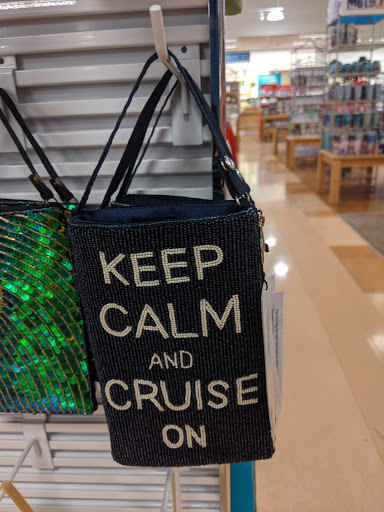 KEEP
CALM
AND
CRUISE
ON